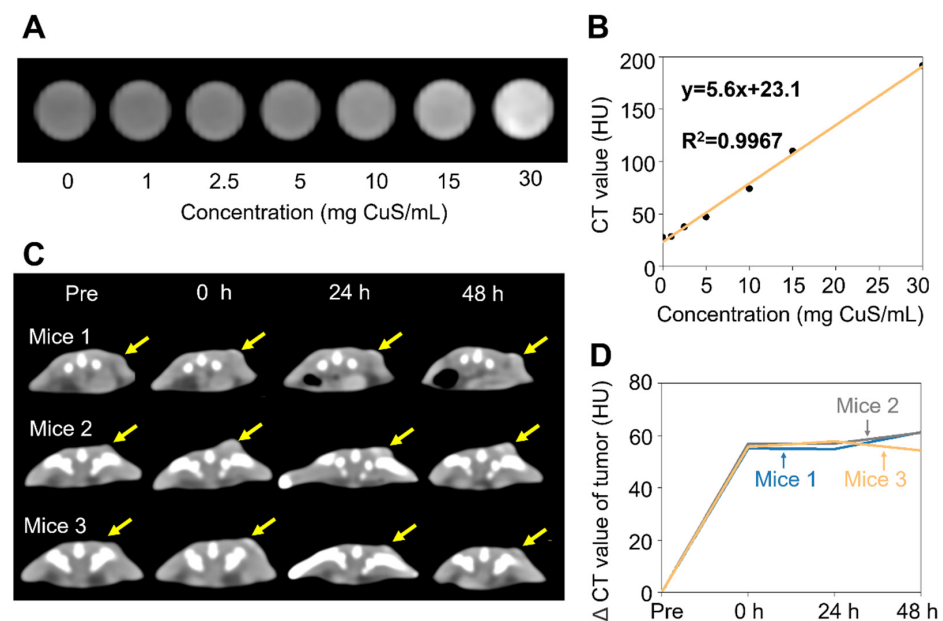 A
0 1 2.5 5 10 15 30
Concentration (mg CuS/mL)
B
CT value (HU)
200
150
100
50
0
y=5.6x+23.1
R²=0.9967
0 5 10 15 20 25 30
Concentration (mg CuS/mL)
C
Pre 0 h 24 h 48 h
Mice 1
Mice 2
Mice 3
D
Δ CT value of tumor (HU)
80
60
40
20
0
Mice 2
Mice 1
Mice 3
Pre 0 h 24 h 48 h